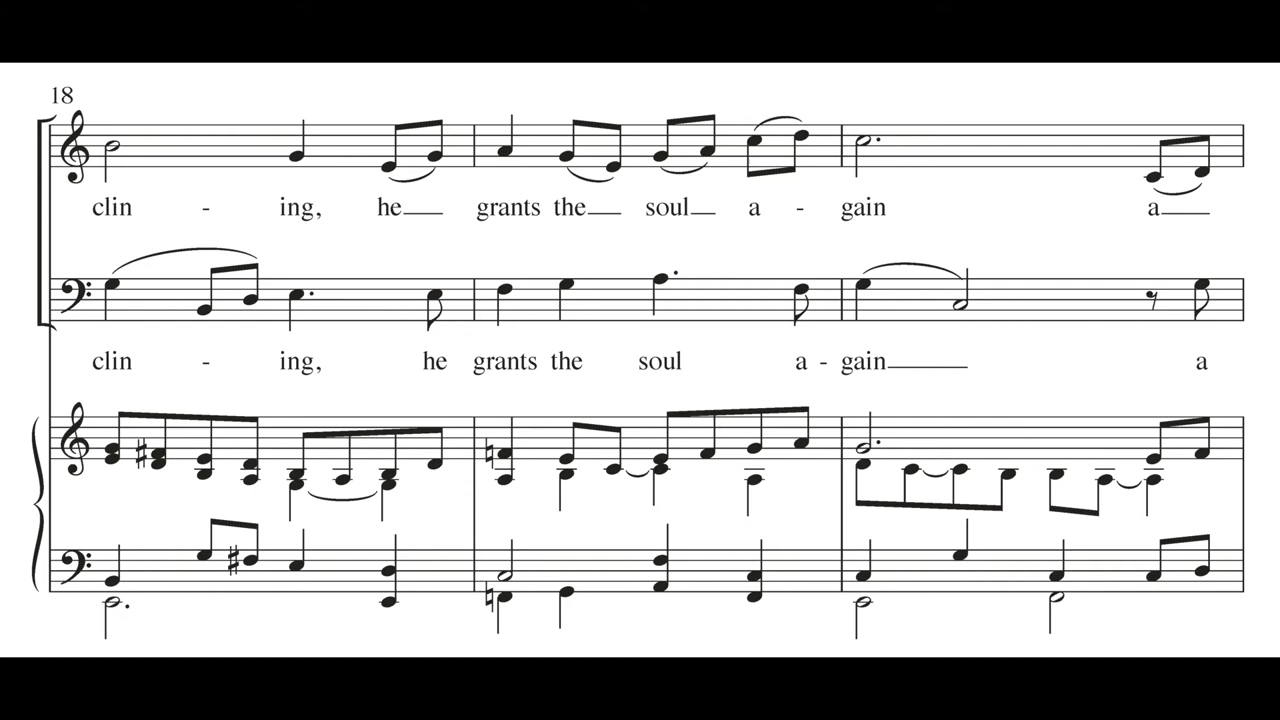 18
clin - ing, he grants the soul a - gain a
clin - ing, he grants the soul a - gain a